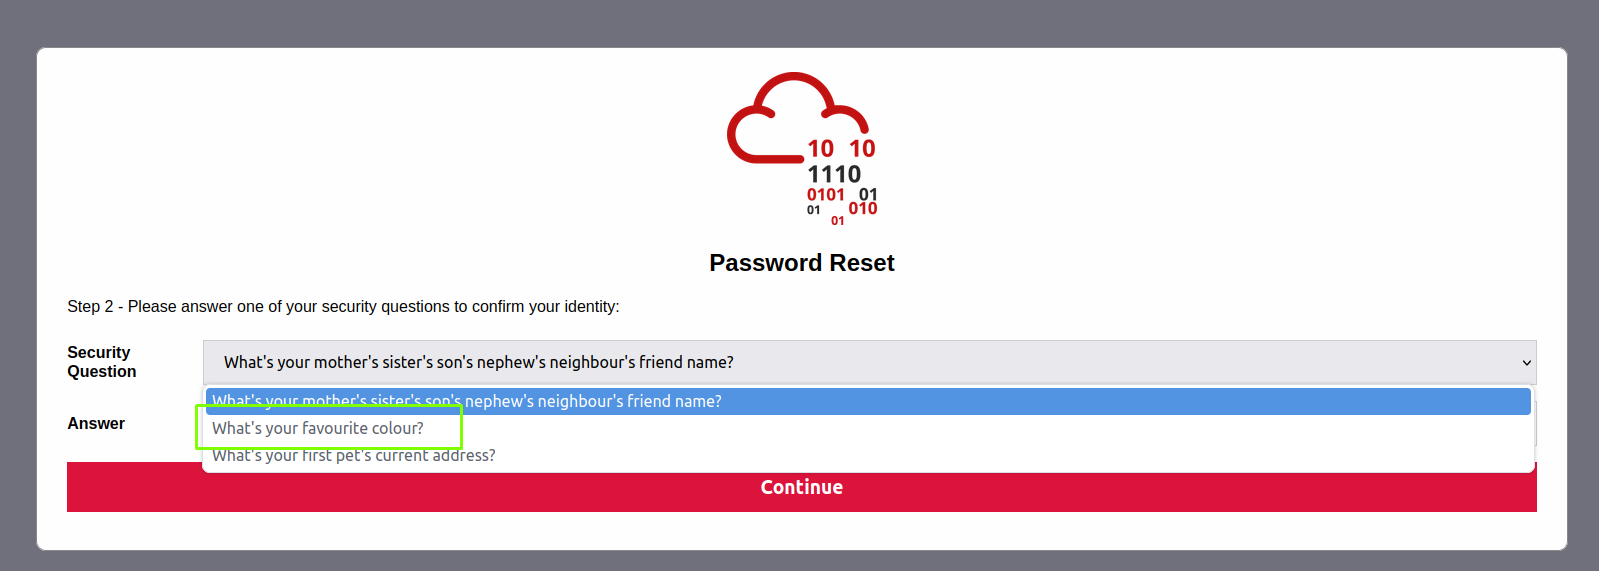 10 10
1110
0101 01
01 010
01
Password Reset
Step 2 - Please answer one of your security questions to confirm your identity:
Security
Question
What's your mother's sister's son's nephew's neighbour's friend name?
What's your mother's sister's son's nephew's neighbour's friend name?
What's your favourite colour?
What's your first pet's current address?
Answer
Continue